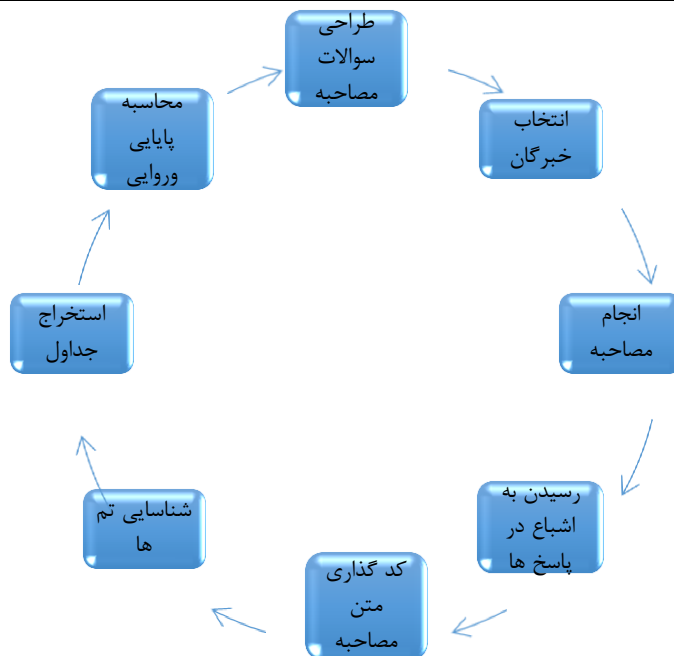 طراحی
سوالات
مصاحبه
انتخاب
خبرگان
انجام
مصاحبه
رسیدن به
اشباع در
پاسخ ها
کد گذاری
متن
مصاحبه
شناسایی تم
ها
استخراج
جداول
محاسبه
پایایی
وروایی